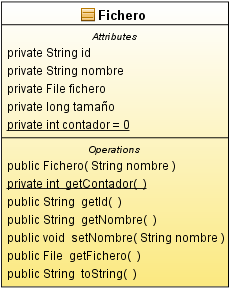 Fichero
Attributes
private String id
private String nombre
private File fichero
private long tamaño
private int contador = 0
Operations
public Fichero( String nombre )
private int getContador( )
public String getId( )
public String getNombre( )
public void setNombre( String nombre )
public File getFichero( )
public String toString( )